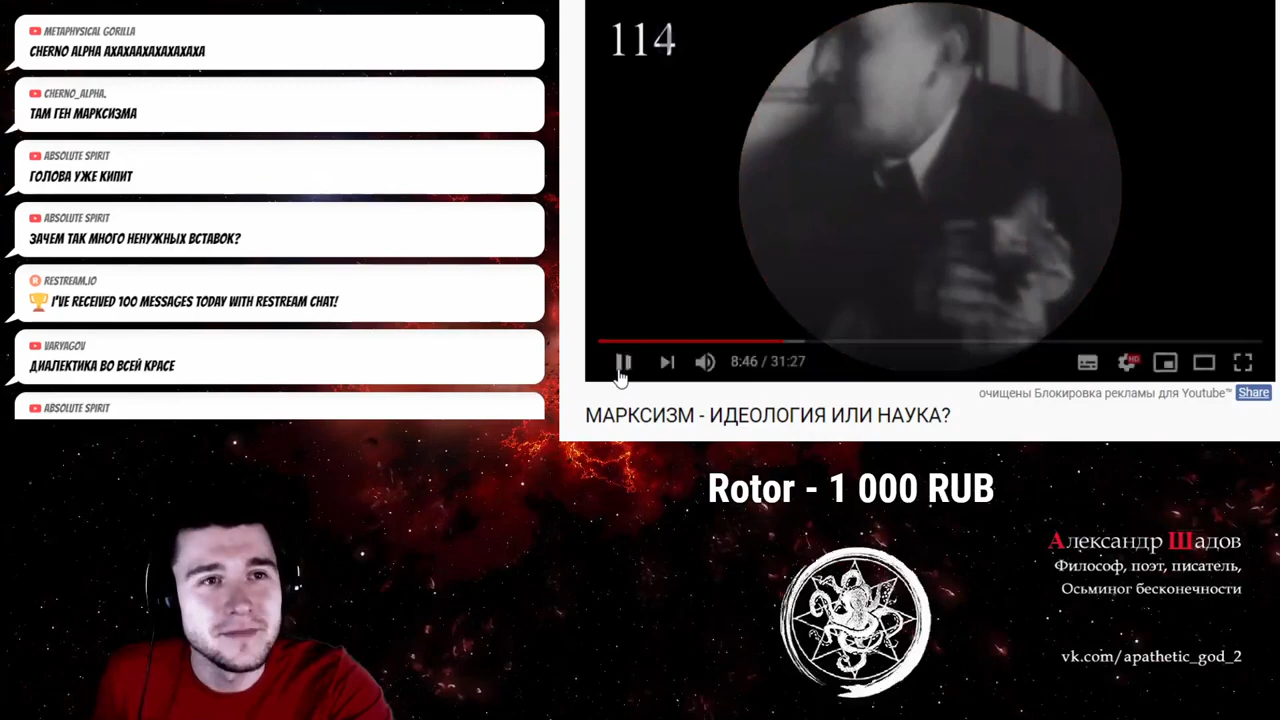 METAPHYSICAL GORILLA
CHERNO ALPHA АХАХААХАХАХАХАХА
CHERNO_ALPHA.
ТАМ ГЕН МАРКСИЗМА
ABSOLUTE SPIRIT
ГОЛОВА УЖЕ КИПИТ
ABSOLUTE SPIRIT
ЗАЧЕМ ТАК МНОГО НЕНУЖНЫХ ВСТАВОК?
RESTREAM.IO
I'VE RECEIVED 100 MESSAGES TODAY WITH RESTREAM CHAT!
VARYAGOV
ДИАЛЕКТИКА ВО ВСЕЙ КРАСЕ
ABSOLUTE SPIRIT
114
8:46 / 31:27
HD
очищены Блокировка рекламы для Youtube™ Share
МАРКСИЗМ - ИДЕОЛОГИЯ ИЛИ НАУКА?
Rotor - 1 000 RUB
Александр Шадов
Философ, поэт, писатель,
Осьминог бесконечности
vk.com/apathetic_god_2